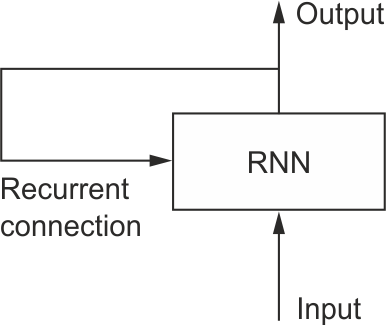 Output
RNN
Recurrent
connection
Input